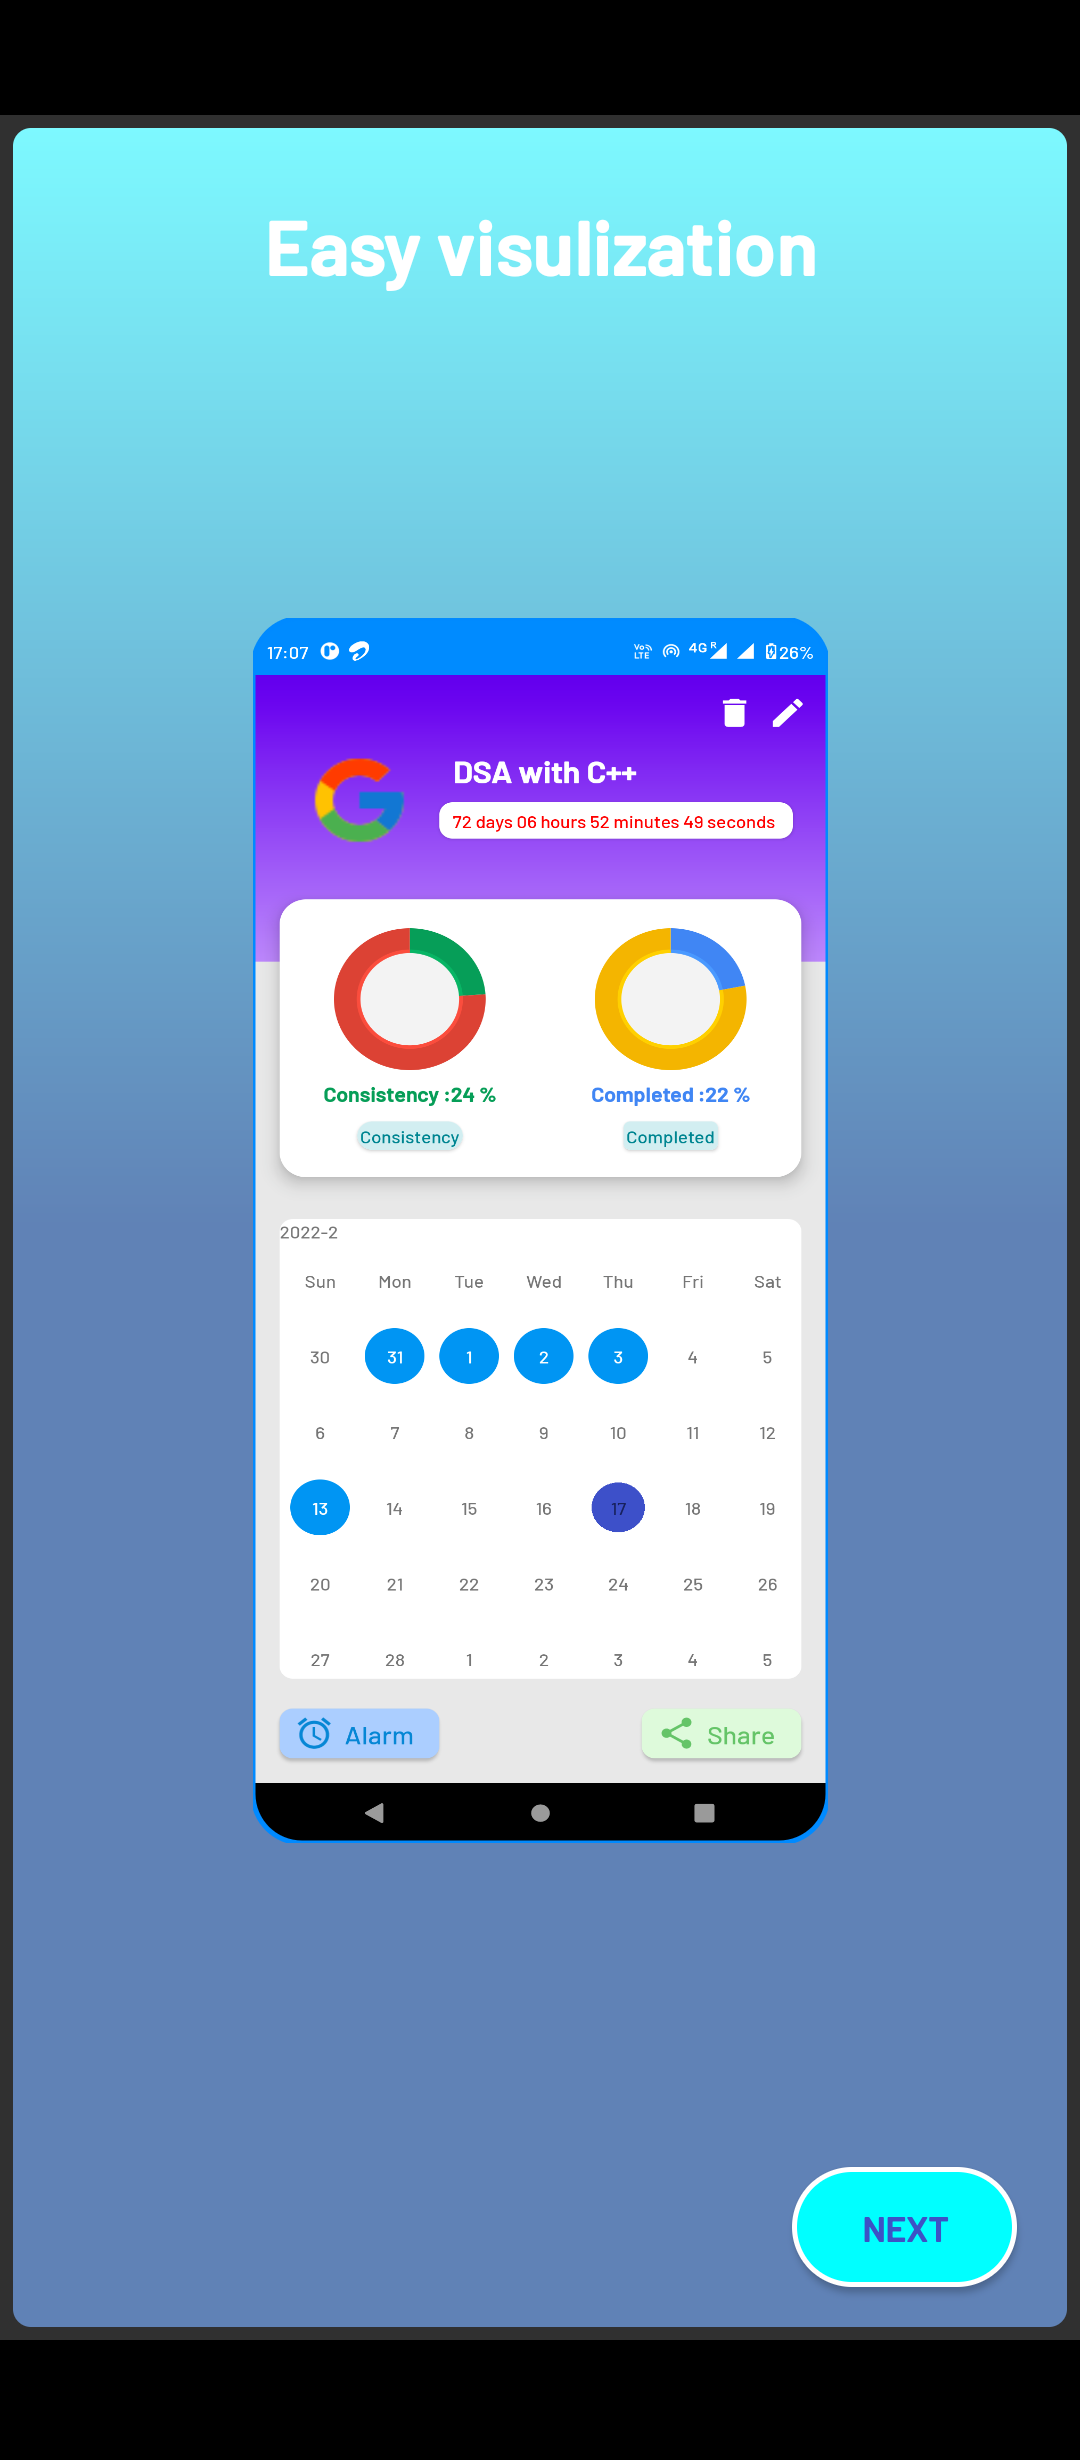 Easy visulization
17:07 Vo LTE 4G R 26%
DSA with C++
72 days 06 hours 52 minutes 49 seconds
Consistency :24 % Completed :22 %
Consistency Completed
2022-2
Sun Mon Tue Wed Thu Fri Sat
30 31 1 2 3 4 5
6 7 8 9 10 11 12
13 14 15 16 17 18 19
20 21 22 23 24 25 26
27 28 1 2 3 4 5
Alarm Share
NEXT